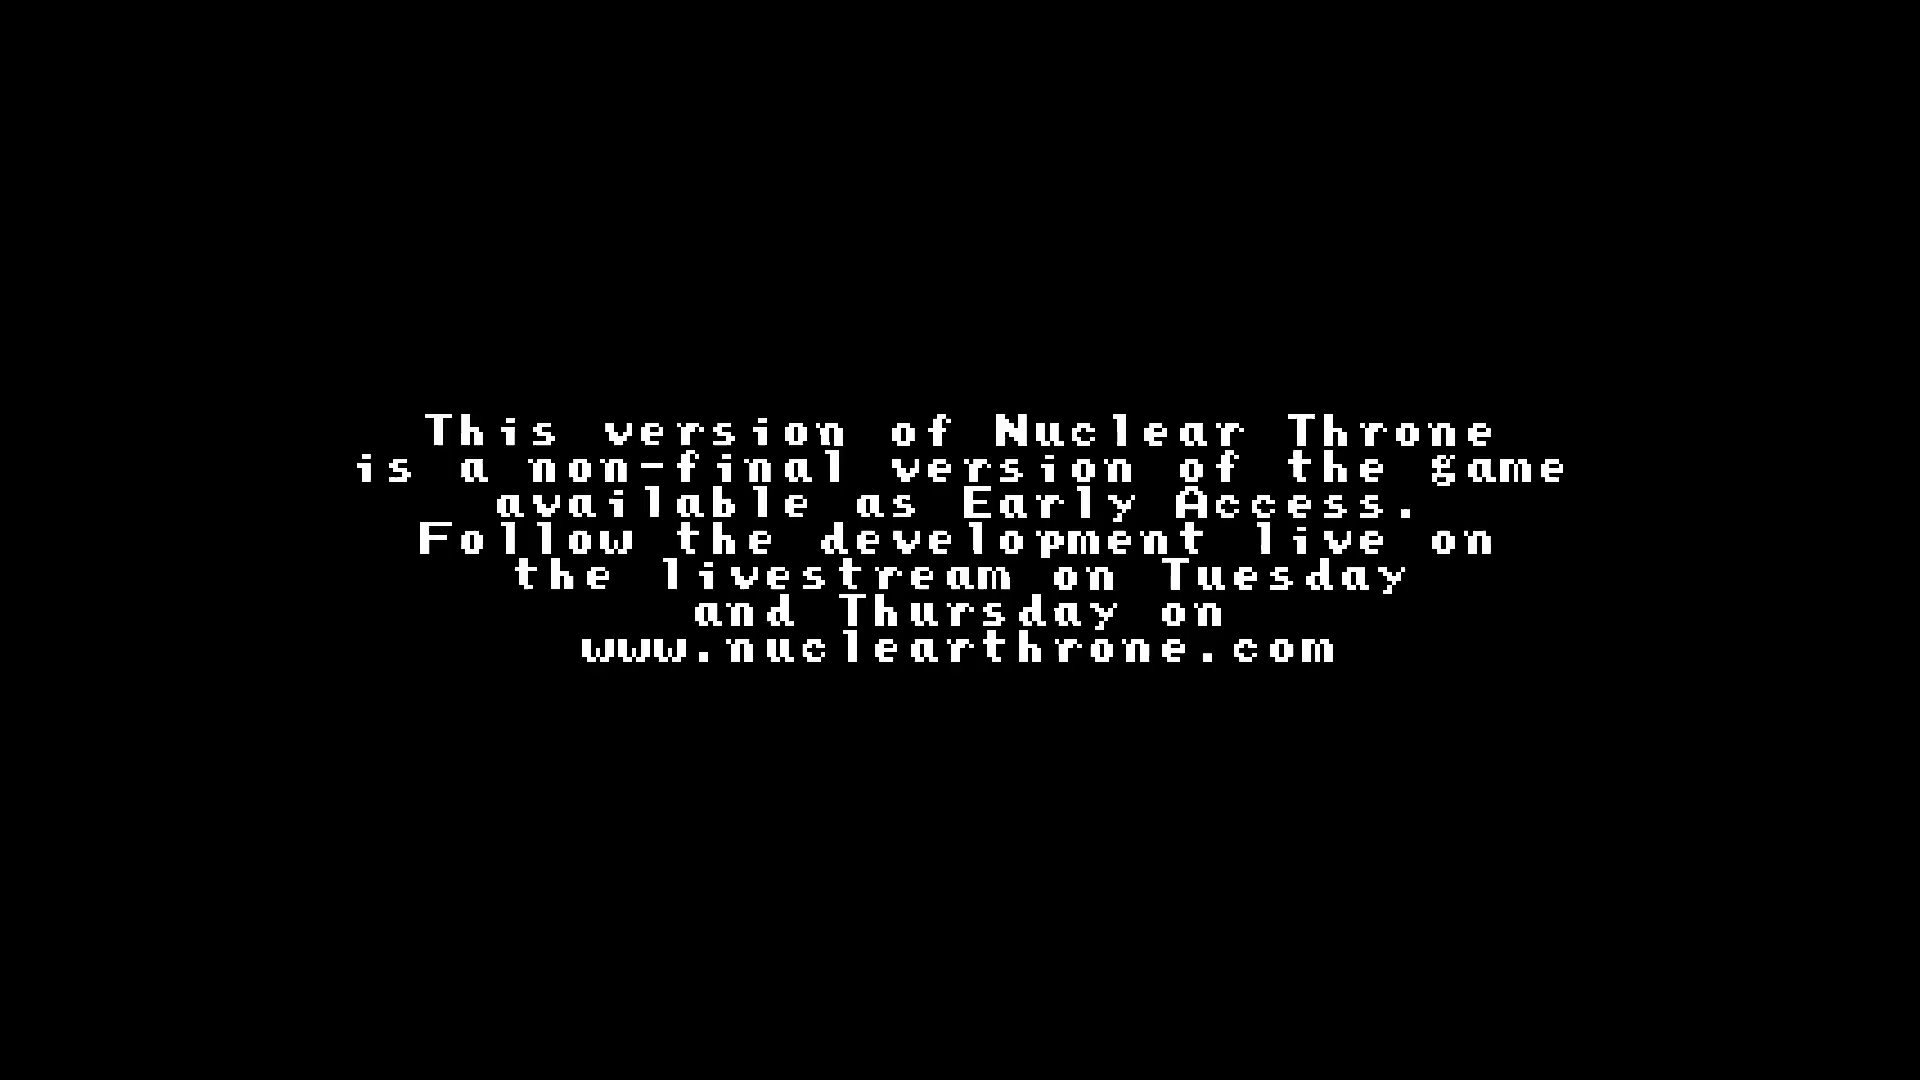 This version of Nuclear Throne
is a non-final version of the game
available as Early Access.
Follow the development live on
the livestream on Tuesday
and Thursday on
www.nuclearthrone.com